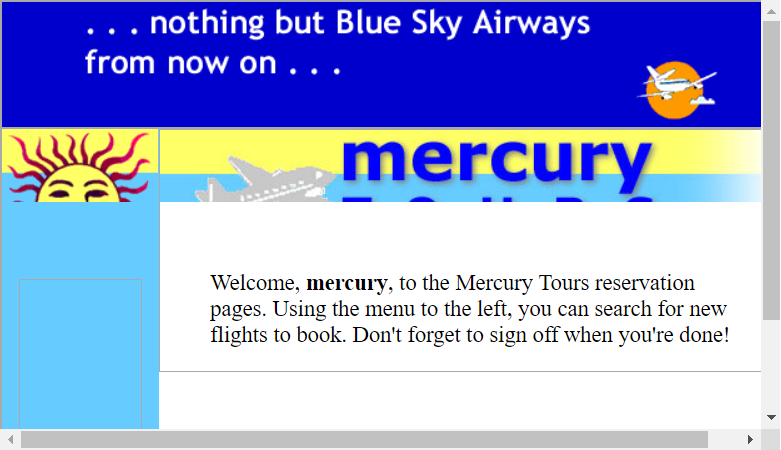 . . . nothing but Blue Sky Airways
from now on . . .
mercury
Welcome, mercury, to the Mercury Tours reservation
pages. Using the menu to the left, you can search for new
flights to book. Don't forget to sign off when you're done!